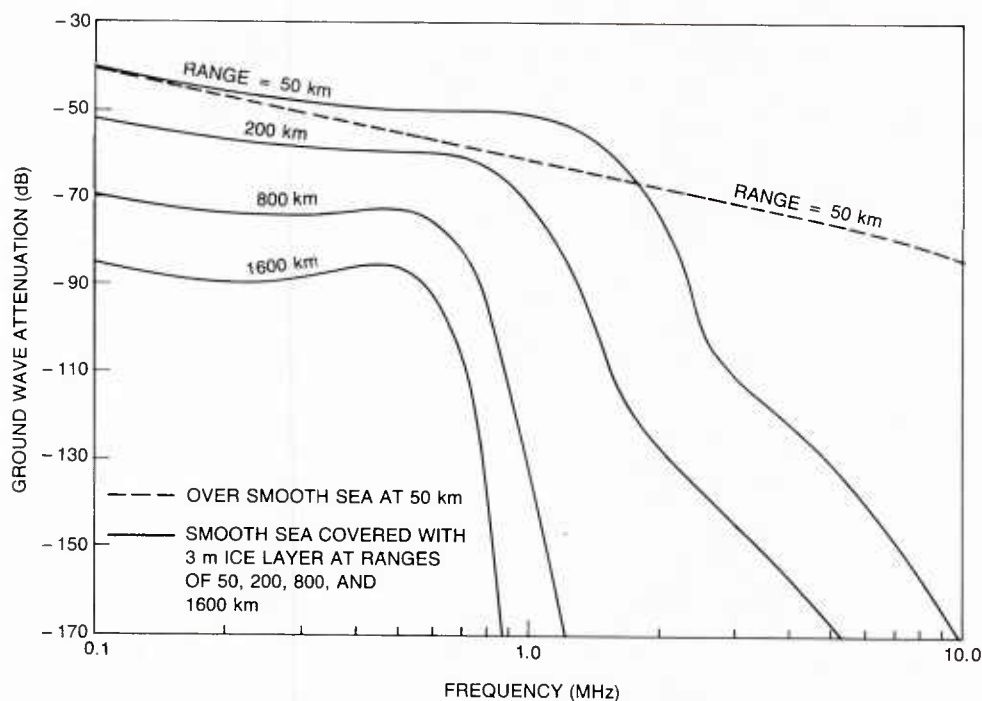 -30
-50
-70
-90
-110
-130
-150
-170
GROUND WAVE ATTENUATION (dB)
RANGE = 50 km
200 km
800 km
1600 km
RANGE = 50 km
OVER SMOOTH SEA AT 50 km
SMOOTH SEA COVERED WITH
3 m ICE LAYER AT RANGES
OF 50, 200, 800, AND
1600 km
0.1
1.0
10.0
FREQUENCY (MHz)